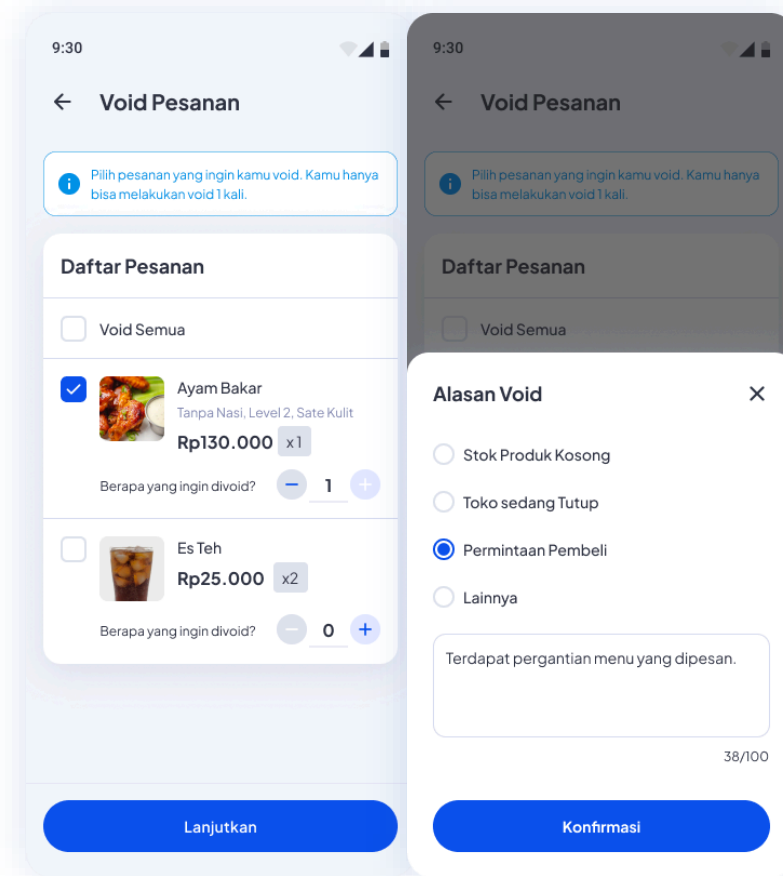 9:30
Void Pesanan
Pilih pesanan yang ingin kamu void. Kamu hanya
bisa melakukan void 1 kali.
Daftar Pesanan
Void Semua
Ayam Bakar
Tanpa Nasi, Level 2, Sate Kulit
Rp130.000 x1
Berapa yang ingin divoid? 1
Es Teh
Rp25.000 x2
Berapa yang ingin divoid? 0
Lanjutkan
9:30
Void Pesanan
Pilih pesanan yang ingin kamu void. Kamu hanya
bisa melakukan void 1 kali.
Daftar Pesanan
Void Semua
Alasan Void
Stok Produk Kosong
Toko sedang Tutup
Permintaan Pembeli
Lainnya
Terdapat pergantian menu yang dipesan.
38/100
Konfirmasi